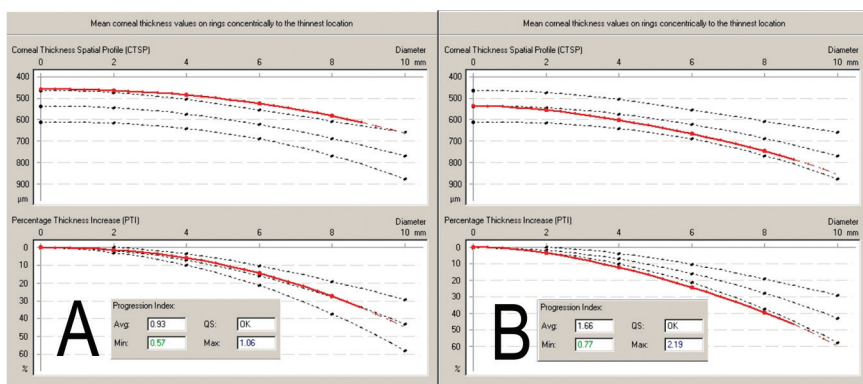 Mean corneal thickness values on rings concentrically to the thinnest location
Corneal Thickness Spatial Profile (CTSP) Diameter
0 2 4 6 8 10 mm
400
500
600
700
800
900
µm
Percentage Thickness Increase (PTI) Diameter
0 2 4 6 8 10 mm
0
10
20
30
40
50
60
%
A
Progression Index:
Avg: 0.93 QS: OK
Min: 0.57 Max: 1.06
Mean corneal thickness values on rings concentrically to the thinnest location
Corneal Thickness Spatial Profile (CTSP) Diameter
0 2 4 6 8 10 mm
400
500
600
700
800
900
µm
Percentage Thickness Increase (PTI) Diameter
0 2 4 6 8 10 mm
0
10
20
30
40
50
60
%
B
Progression Index:
Avg: 1.66 QS: OK
Min: 0.77 Max: 2.19